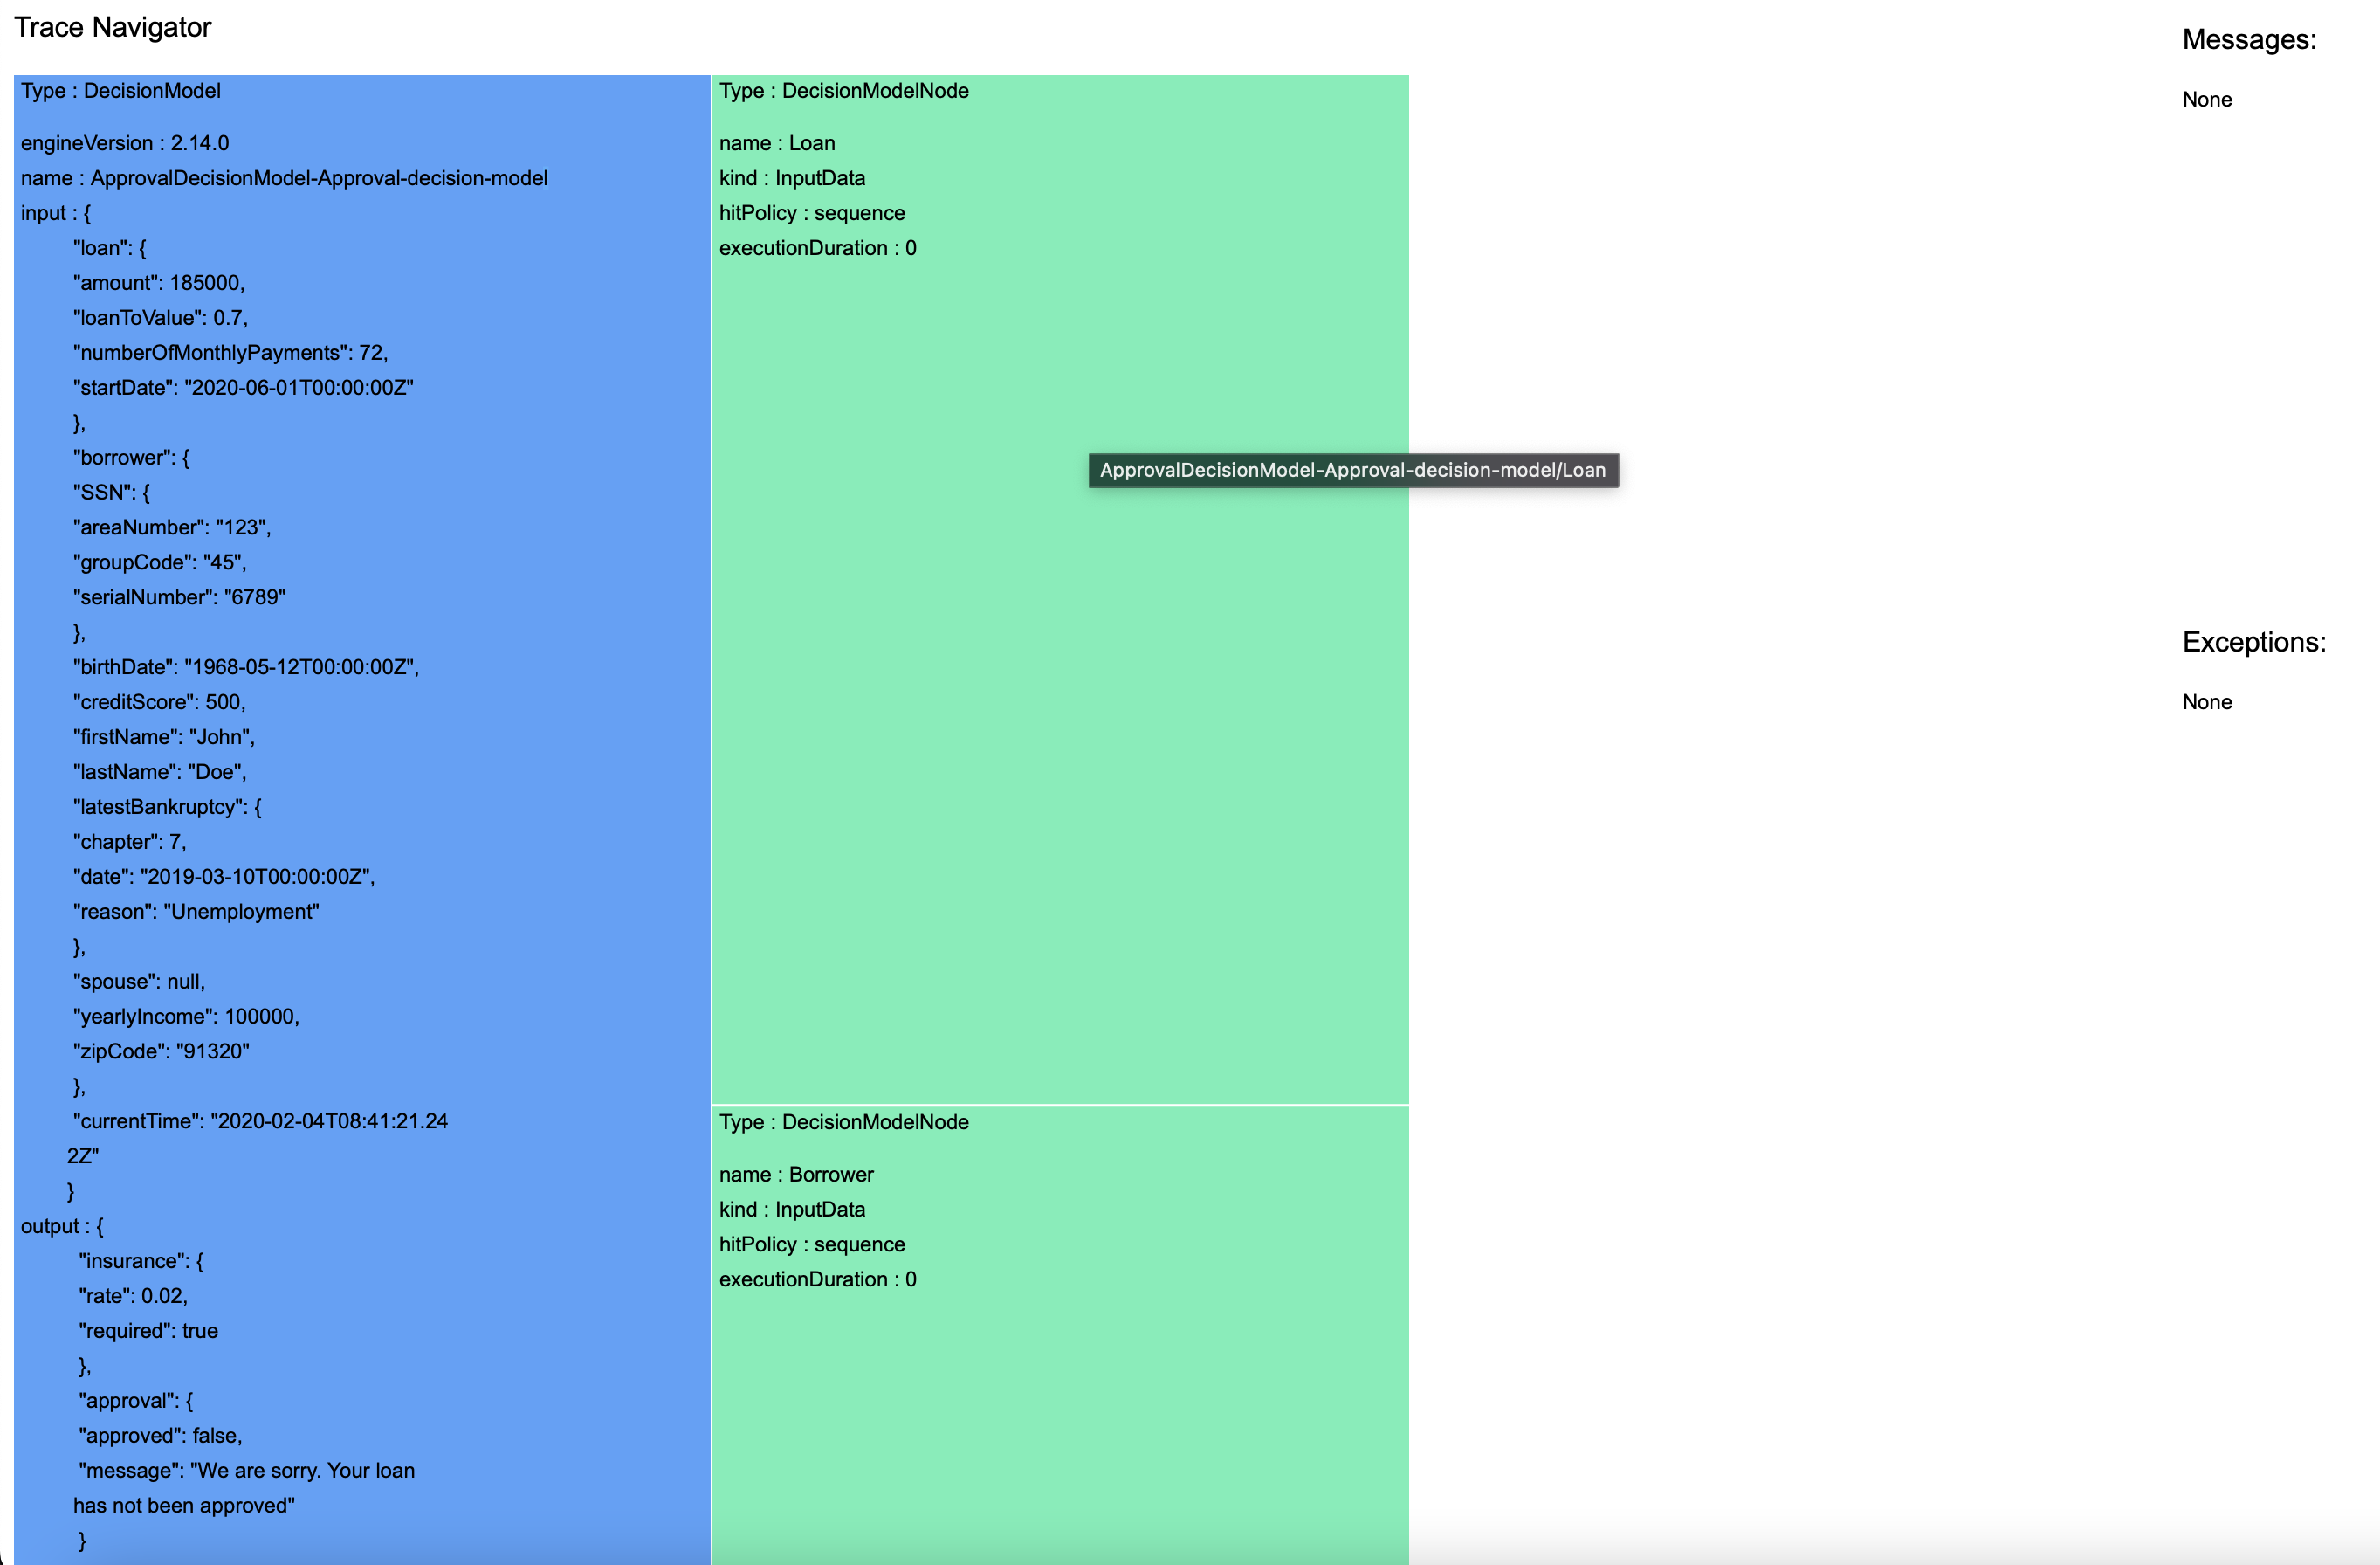 Trace Navigator
Type : DecisionModel
engineVersion : 2.14.0
name : ApprovalDecisionModel-Approval-decision-model
input : {
"loan": {
"amount": 185000,
"loanToValue": 0.7,
"numberOfMonthlyPayments": 72,
"startDate": "2020-06-01T00:00:00Z"
},
"borrower": {
"SSN": {
"areaNumber": "123",
"groupCode": "45",
"serialNumber": "6789"
},
"birthDate": "1968-05-12T00:00:00Z",
"creditScore": 500,
"firstName": "John",
"lastName": "Doe",
"latestBankruptcy": {
"chapter": 7,
"date": "2019-03-10T00:00:00Z",
"reason": "Unemployment"
},
"spouse": null,
"yearlyIncome": 100000,
"zipCode": "91320"
},
"currentTime": "2020-02-04T08:41:21.24
2Z"
}
output : {
"insurance": {
"rate": 0.02,
"required": true
},
"approval": {
"approved": false,
"message": "We are sorry. Your loan
has not been approved"
}
Type : DecisionModelNode
name : Loan
kind : InputData
hitPolicy : sequence
executionDuration : 0
ApprovalDecisionModel-Approval-decision-model/Loan
Type : DecisionModelNode
name : Borrower
kind : InputData
hitPolicy : sequence
executionDuration : 0
Messages:
None
Exceptions:
None